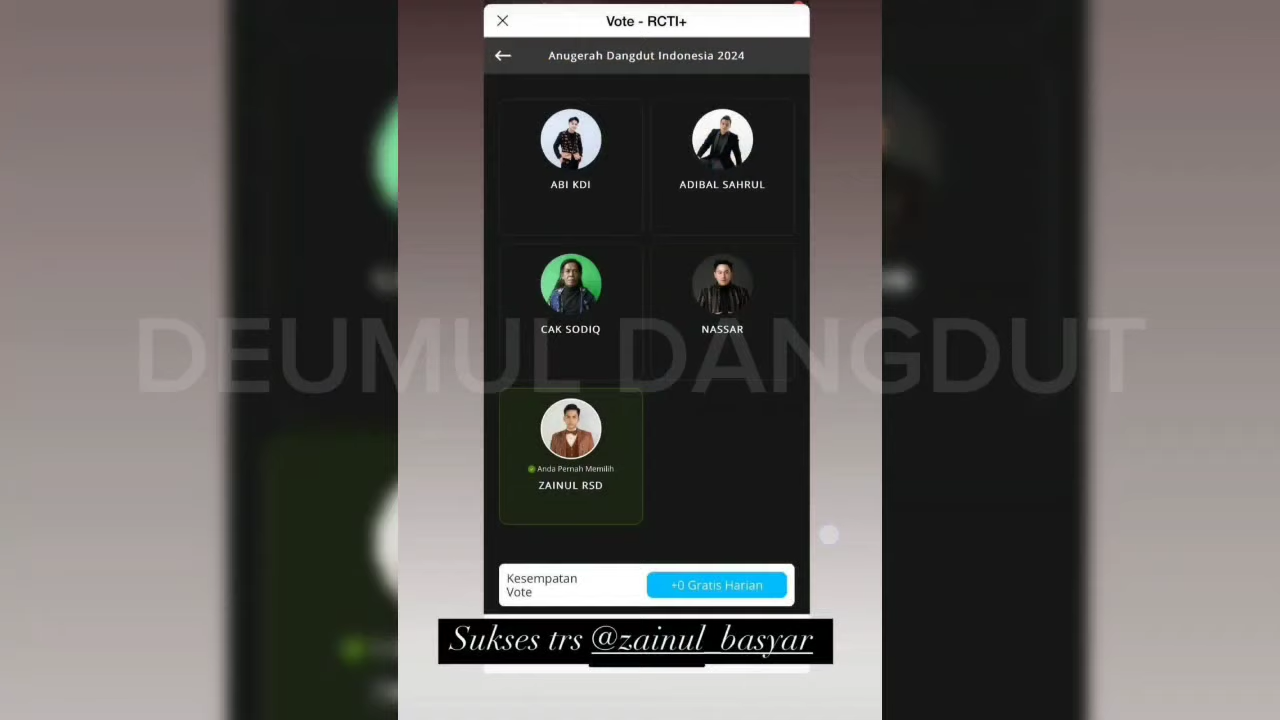 Vote - RCTI+
Anugerah Dangdut Indonesia 2024
ABI KDI
ADIBAL SAHRUL
CAK SODIQ
NASSAR
DEUMUL DANGDUT
Anda Pernah Memilih
ZAINUL RSD
Kesempatan
Vote
+0 Gratis Harian
Sukses trs @zainul_basyar